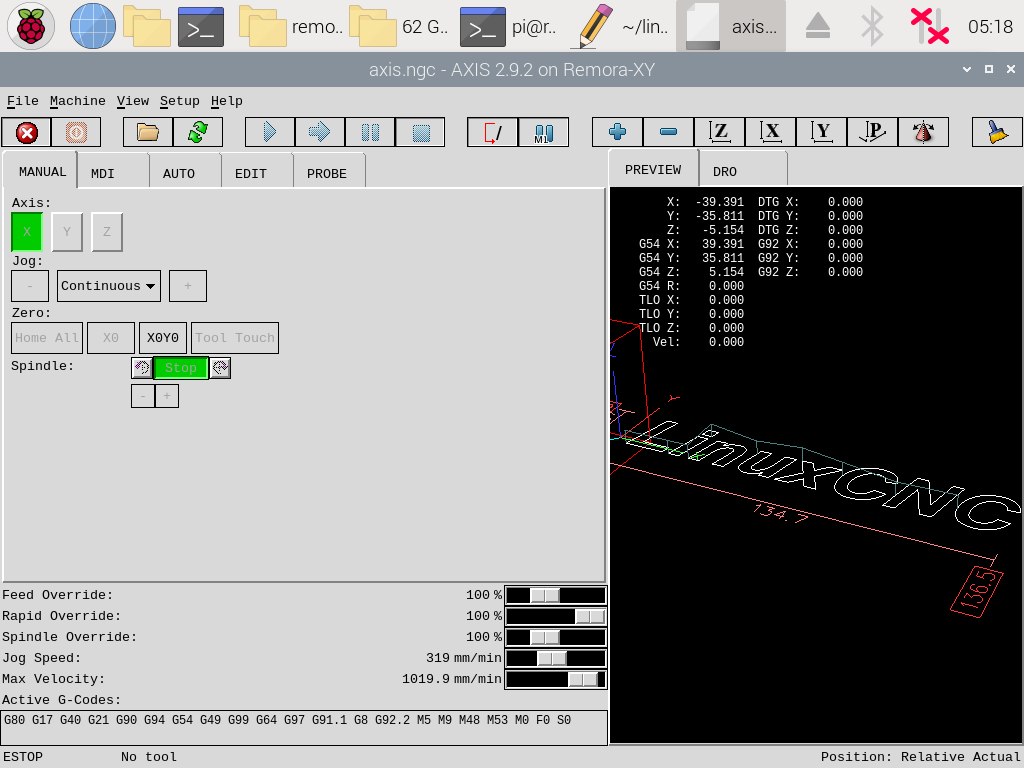 remo.. 62 G.. pi@r.. ~/lin.. axis... 05:18
axis.ngc - AXIS 2.9.2 on Remora-XY
File Machine View Setup Help
M1 Z X Y P
MANUAL MDI AUTO EDIT PROBE
PREVIEW DRO
Axis:
X Y Z
Jog:
- Continuous +
Zero:
Home All X0 X0Y0 Tool Touch
Spindle: Stop
- +
X: -39.391 DTG X: 0.000
Y: -35.811 DTG Y: 0.000
Z: -5.154 DTG Z: 0.000
G54 X: 39.391 G92 X: 0.000
G54 Y: 35.811 G92 Y: 0.000
G54 Z: 5.154 G92 Z: 0.000
G54 R: 0.000
TLO X: 0.000
TLO Y: 0.000
TLO Z: 0.000
Vel: 0.000
LinuxCNC
134.7
136.5
Feed Override: 100 %
Rapid Override: 100 %
Spindle Override: 100 %
Jog Speed: 319 mm/min
Max Velocity: 1019.9 mm/min
Active G-Codes:
G80 G17 G40 G21 G90 G94 G54 G49 G99 G64 G97 G91.1 G8 G92.2 M5 M9 M48 M53 M0 F0 S0
ESTOP No tool Position: Relative Actual